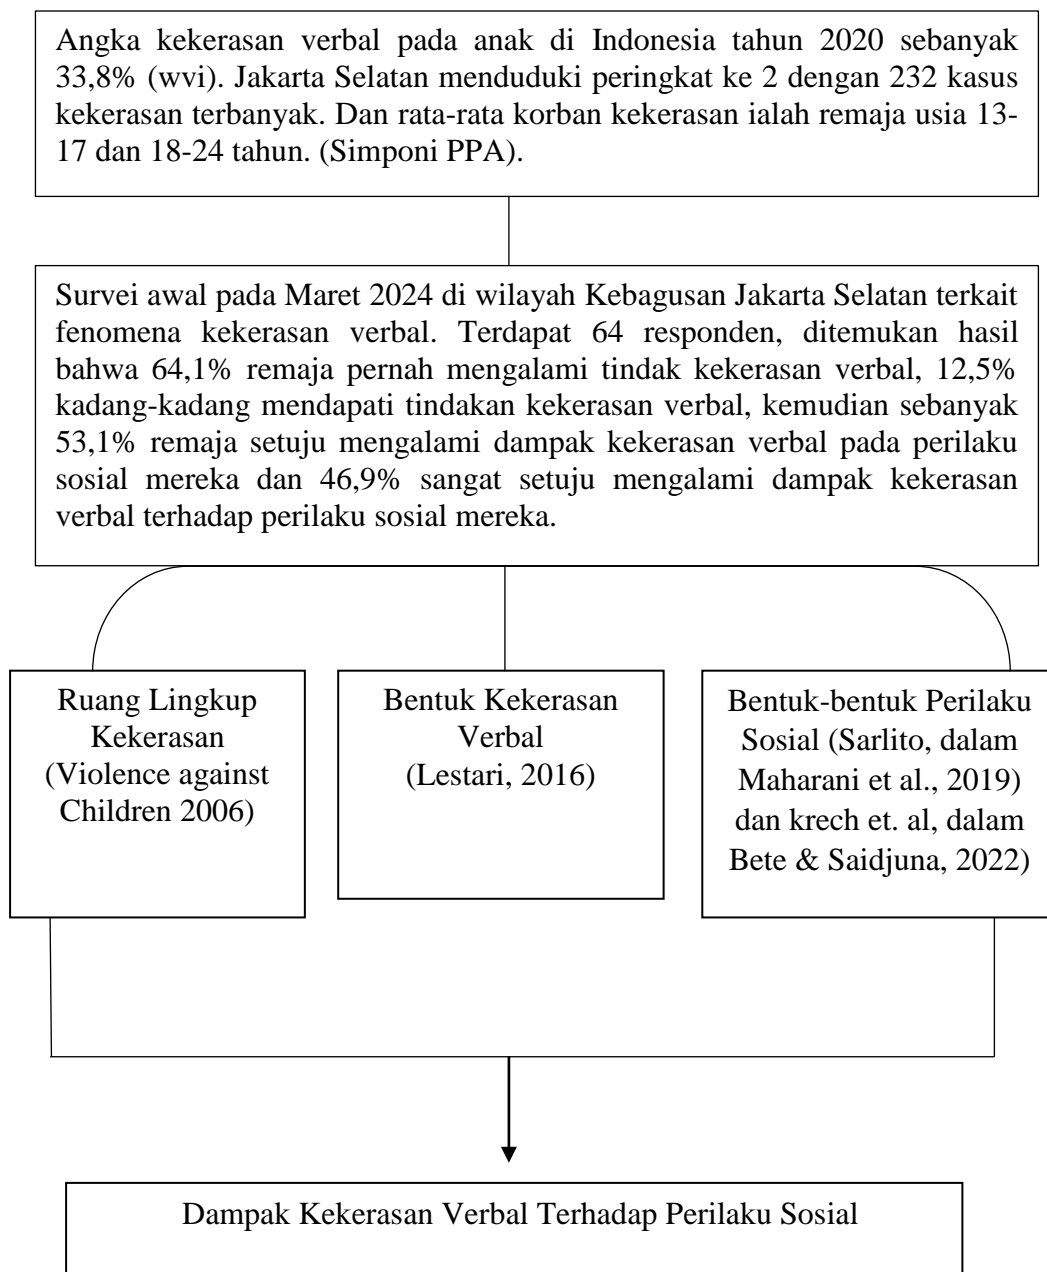 Angka kekerasan verbal pada anak di Indonesia tahun 2020 sebanyak
33,8% (wvi). Jakarta Selatan menduduki peringkat ke 2 dengan 232 kasus
kekerasan terbanyak. Dan rata-rata korban kekerasan ialah remaja usia 13-
17 dan 18-24 tahun. (Simponi PPA).
Survei awal pada Maret 2024 di wilayah Kebagusan Jakarta Selatan terkait
fenomena kekerasan verbal. Terdapat 64 responden, ditemukan hasil
bahwa 64,1% remaja pernah mengalami tindak kekerasan verbal, 12,5%
kadang-kadang mendapati tindakan kekerasan verbal, kemudian sebanyak
53,1% remaja setuju mengalami dampak kekerasan verbal pada perilaku
sosial mereka dan 46,9% sangat setuju mengalami dampak kekerasan
verbal terhadap perilaku sosial mereka.
Ruang Lingkup
Kekerasan
(Violence against
Children 2006)
Bentuk Kekerasan
Verbal
(Lestari, 2016)
Bentuk-bentuk Perilaku
Sosial (Sarlito, dalam
Maharani et al., 2019)
dan krech et. al, dalam
Bete & Saidjuna, 2022)
Dampak Kekerasan Verbal Terhadap Perilaku Sosial